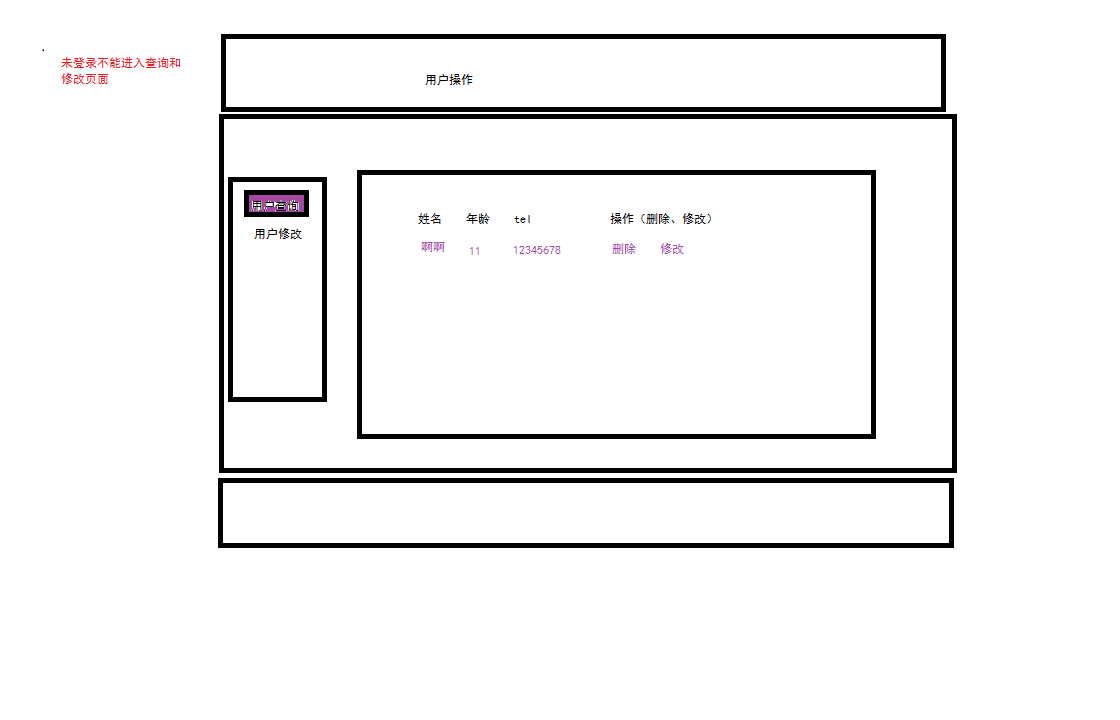 未登录不能进入查询和
修改页面
用户操作
用户查询
用户修改
姓名 年龄 tel 操作（删除、修改）
啊啊 11 12345678 删除 修改